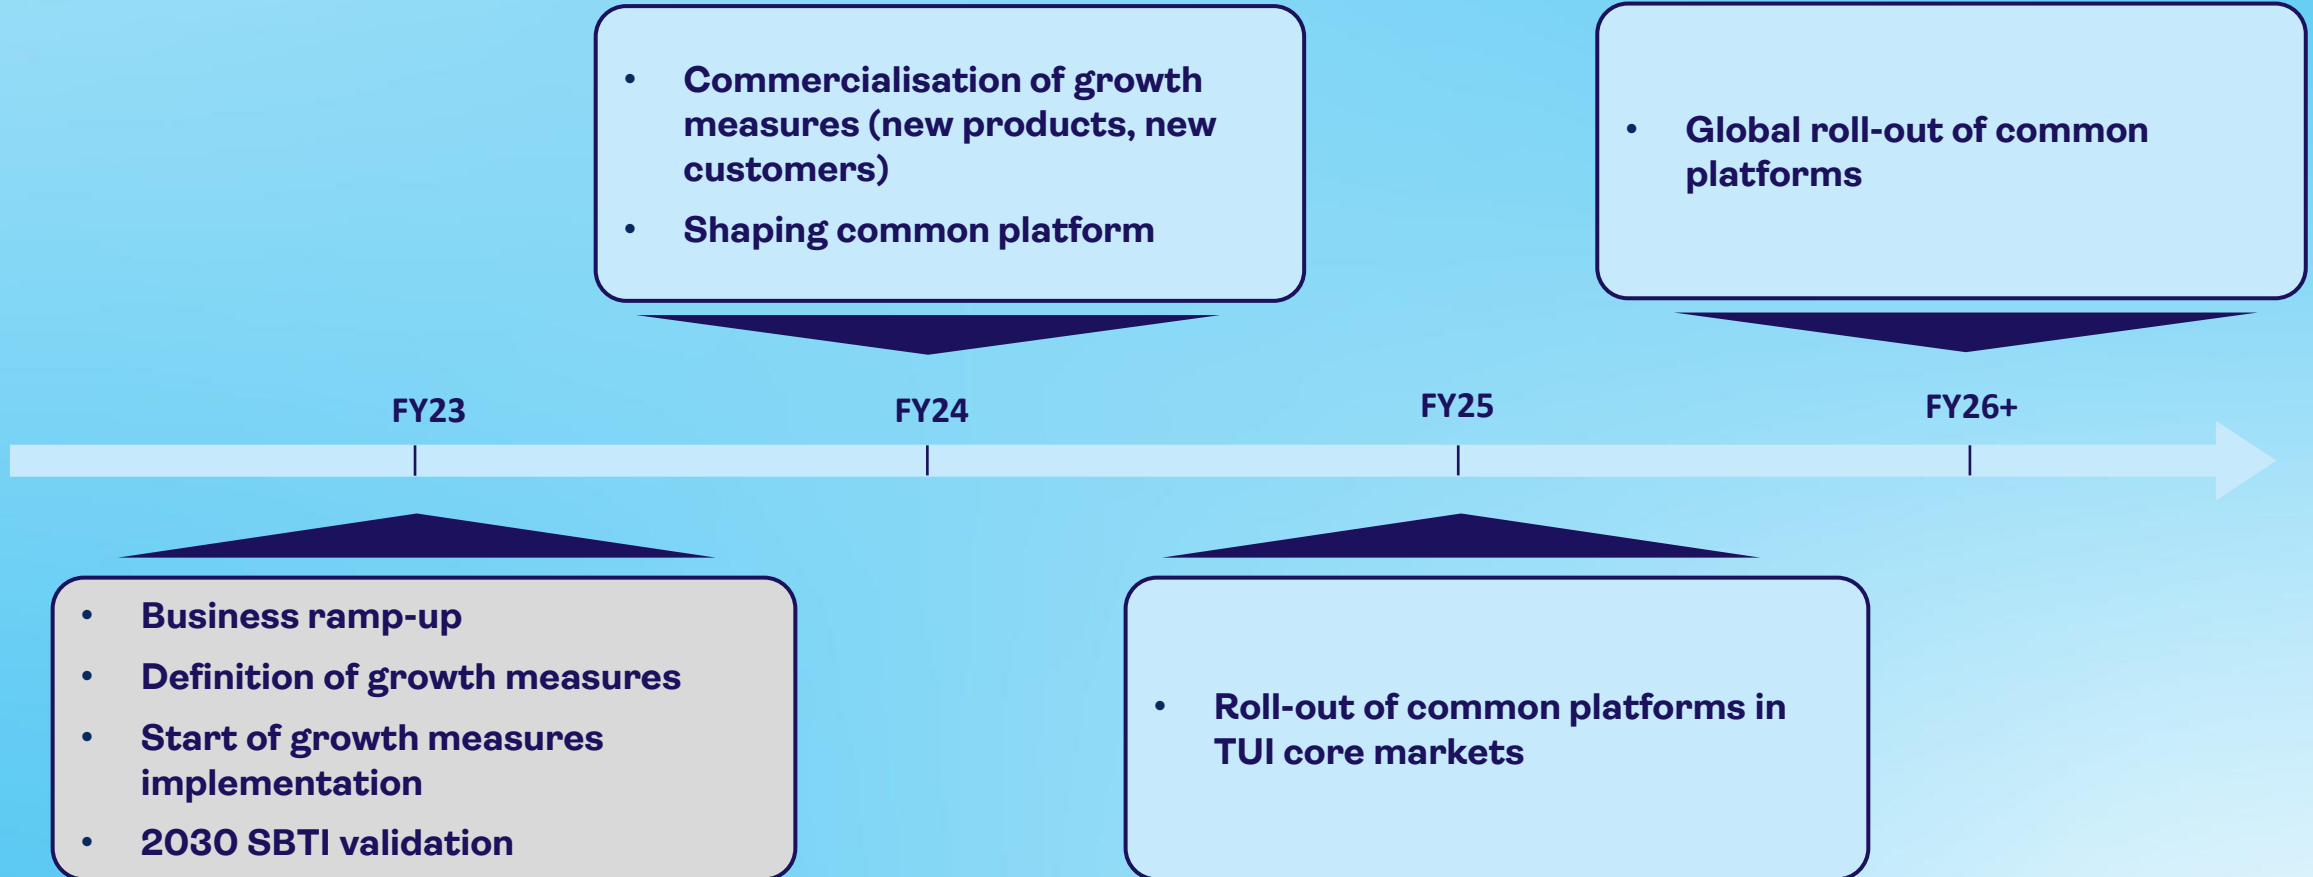 • Commercialisation of growth
measures (new products, new
customers)
• Shaping common platform
• Global roll-out of common
platforms
FY23
FY24
FY25
FY26+
• Business ramp-up
• Definition of growth measures
• Start of growth measures
implementation
• 2030 SBTI validation
• Roll-out of common platforms in
TUI core markets